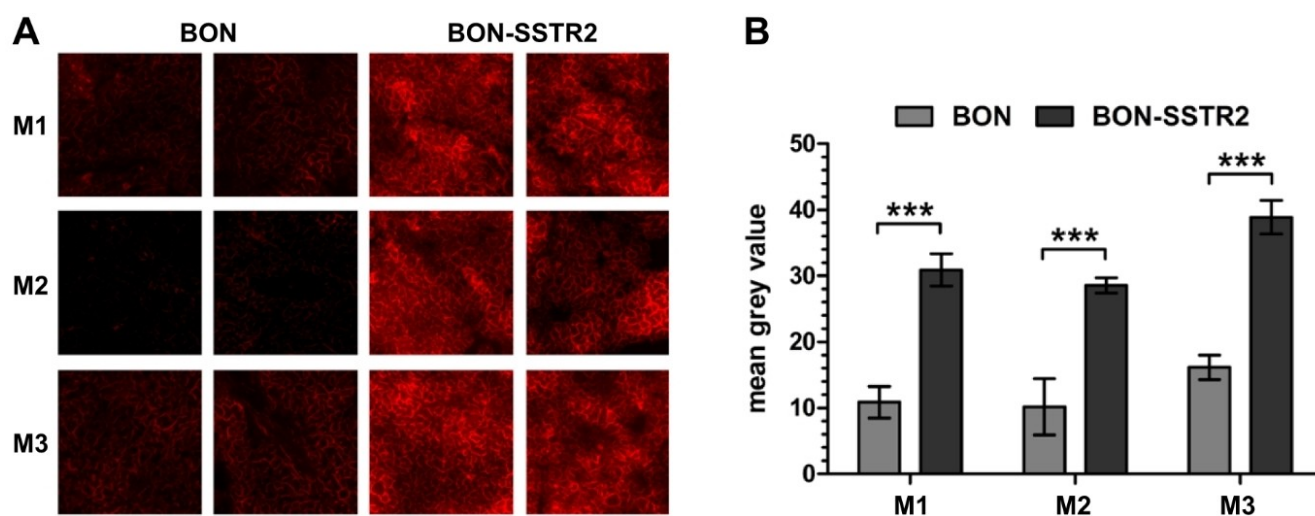 A
BON
BON-SSTR2
M1
M2
M3
B
BON
BON-SSTR2
mean grey value
50
40
30
20
10
0
***
***
***
M1
M2
M3